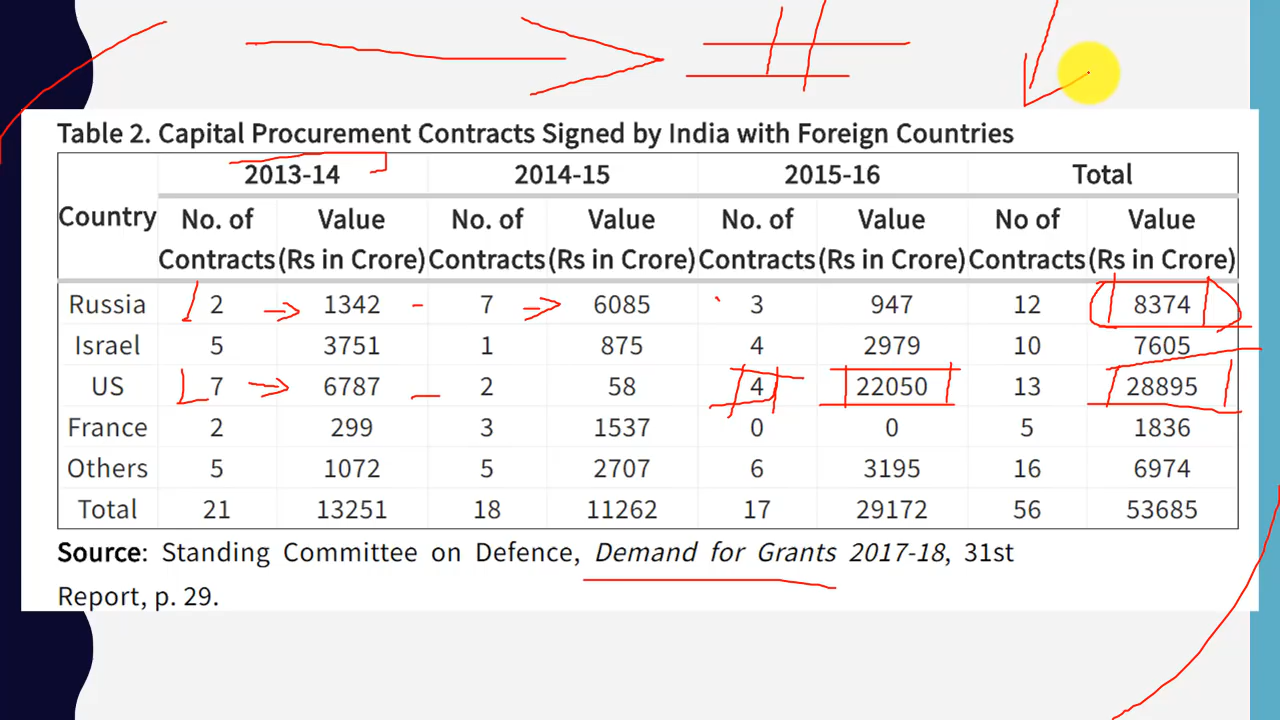 Table 2. Capital Procurement Contracts Signed by India with Foreign Countries
Country 2013-14 2014-15 2015-16 Total
No. of Contracts Value (Rs in Crore) No. of Contracts Value (Rs in Crore) No. of Contracts Value (Rs in Crore) No of Contracts Value (Rs in Crore)
Russia 2 1342 7 6085 3 947 12 8374
Israel 5 3751 1 875 4 2979 10 7605
US 7 6787 2 58 4 22050 13 28895
France 2 299 3 1537 0 0 5 1836
Others 5 1072 5 2707 6 3195 16 6974
Total 21 13251 18 11262 17 29172 56 53685
Source: Standing Committee on Defence, Demand for Grants 2017-18, 31st
Report, p. 29.